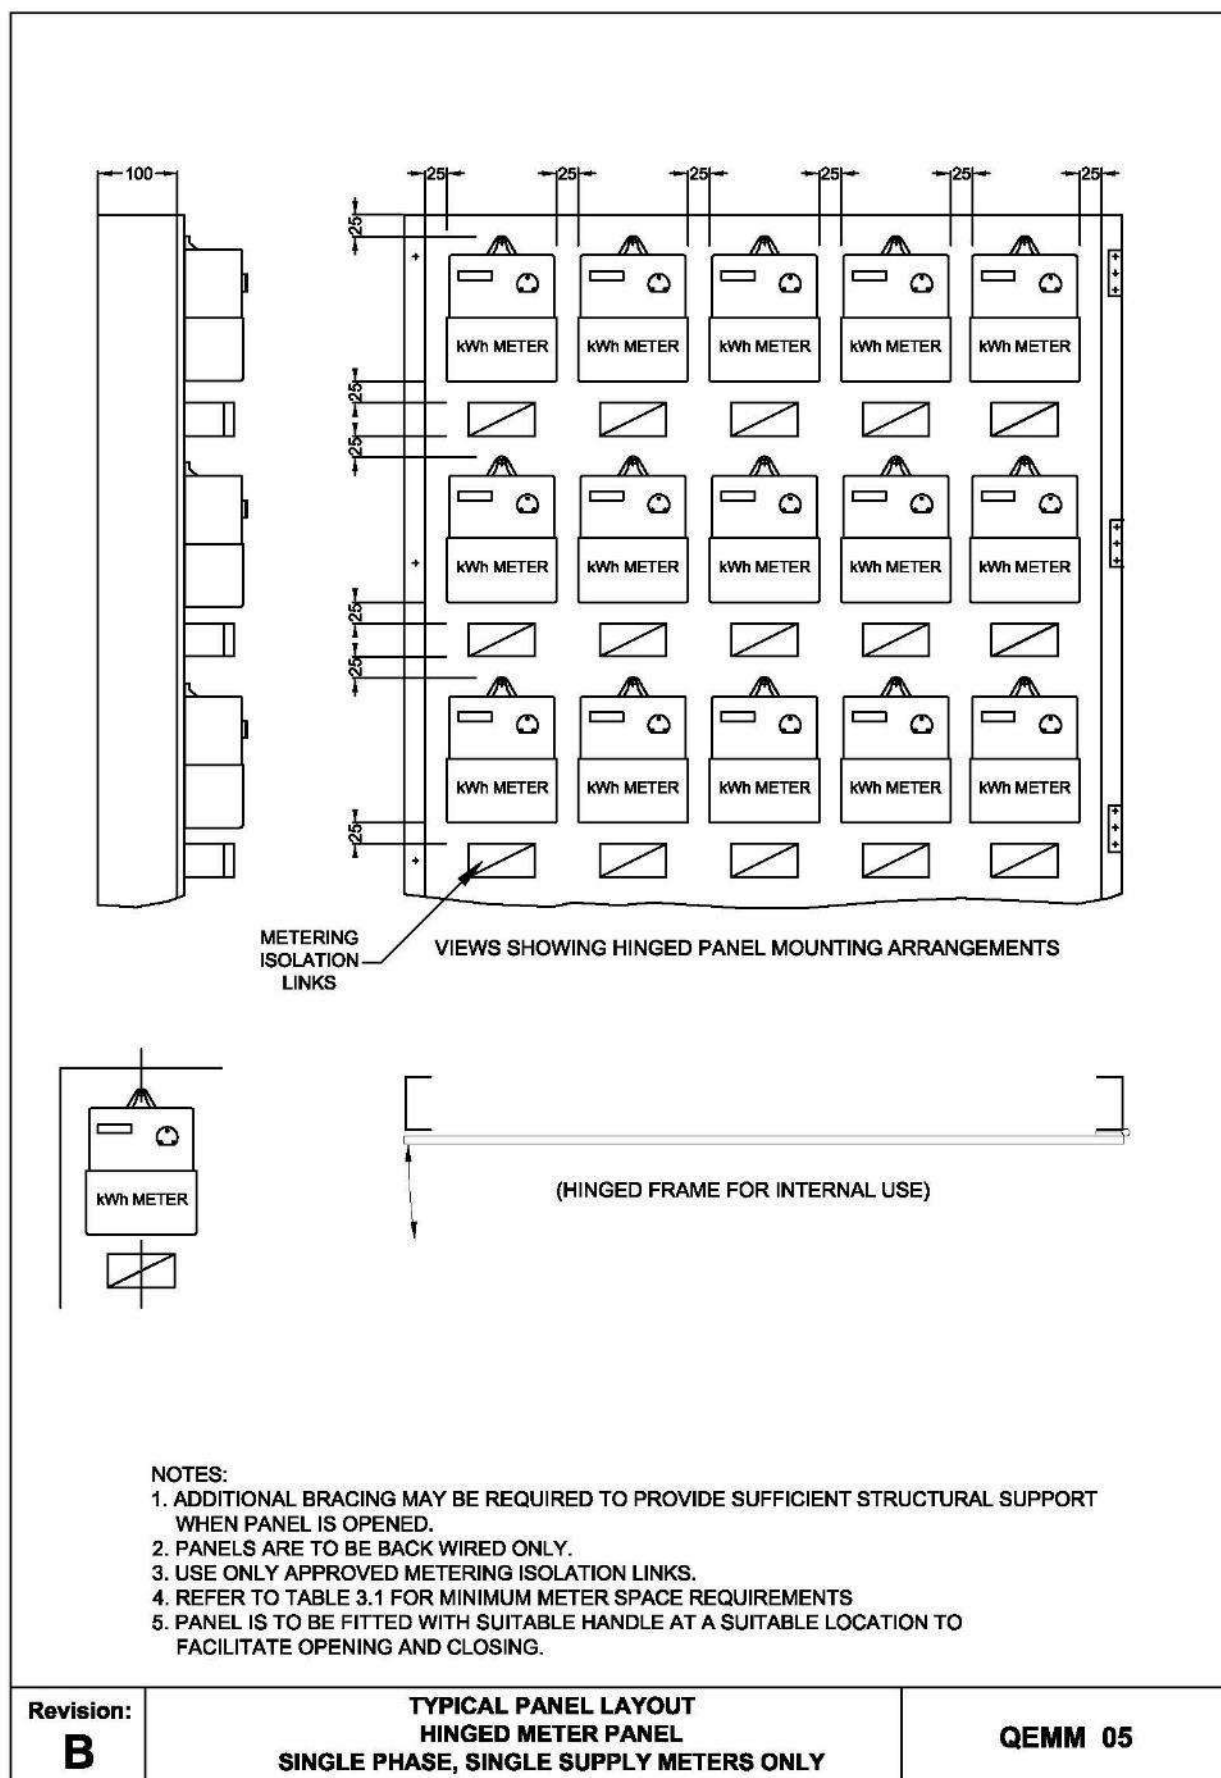 100
25 25 25 25 25 25
25
kWh METER kWh METER kWh METER kWh METER kWh METER
25
25
kWh METER kWh METER kWh METER kWh METER kWh METER
25
25
kWh METER kWh METER kWh METER kWh METER kWh METER
25
METERING
ISOLATION
LINKS
VIEWS SHOWING HINGED PANEL MOUNTING ARRANGEMENTS
kWh METER
(HINGED FRAME FOR INTERNAL USE)
NOTES:
1. ADDITIONAL BRACING MAY BE REQUIRED TO PROVIDE SUFFICIENT STRUCTURAL SUPPORT
WHEN PANEL IS OPENED.
2. PANELS ARE TO BE BACK WIRED ONLY.
3. USE ONLY APPROVED METERING ISOLATION LINKS.
4. REFER TO TABLE 3.1 FOR MINIMUM METER SPACE REQUIREMENTS
5. PANEL IS TO BE FITTED WITH SUITABLE HANDLE AT A SUITABLE LOCATION TO
FACILITATE OPENING AND CLOSING.
Revision:
B
TYPICAL PANEL LAYOUT
HINGED METER PANEL
SINGLE PHASE, SINGLE SUPPLY METERS ONLY
QEMM 05